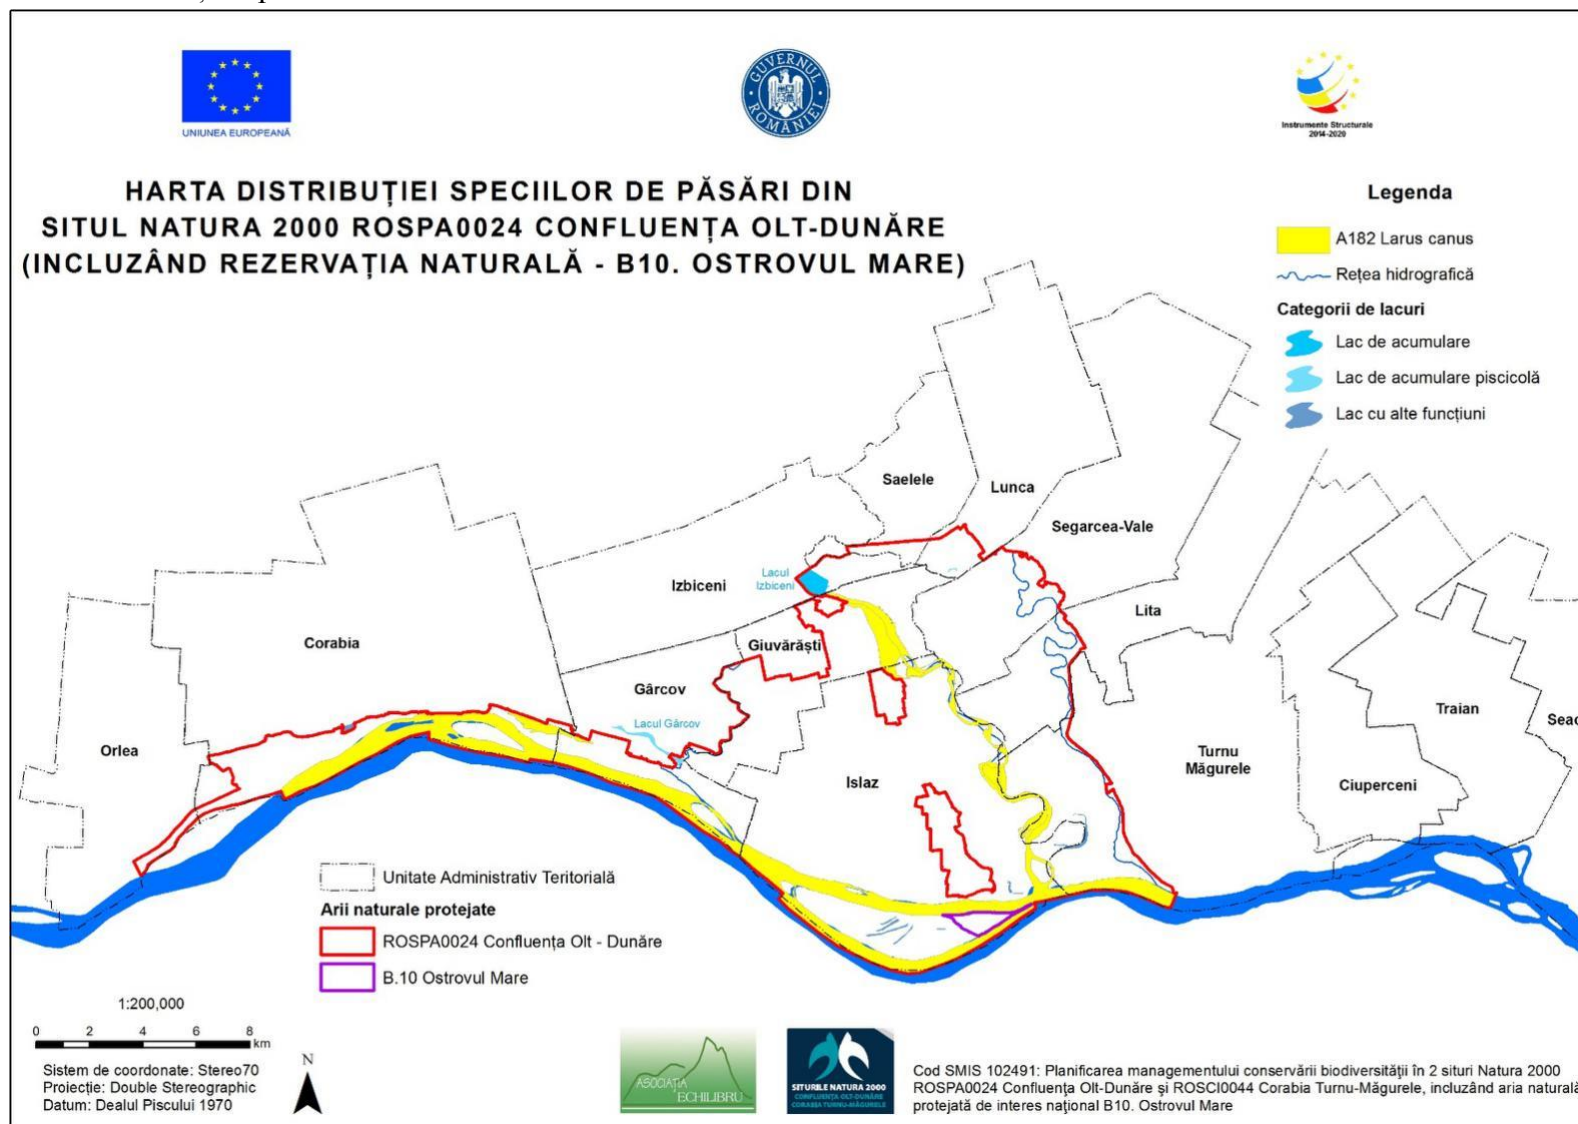 UNIUNEA EUROPEANĂ
GUVERNUL ROMÂNIEI
Instrumente Structurale
2014-2020
HARTA DISTRIBUȚIEI SPECIILOR DE PĂSĂRI DIN
SITUL NATURA 2000 ROSPA0024 CONFLUENȚA OLT-DUNĂRE
(INCLUZÂND REZERVAȚIA NATURALĂ - B10. OSTROVUL MARE)
Legenda
A182 Larus canus
Rețea hidrografică
Categorii de lacuri
Lac de acumulare
Lac de acumulare piscicolă
Lac cu alte funcțiuni
Saelele
Lunca
Segarcea-Vale
Izbiceni
Lacul
Izbiceni
Lita
Corabia
Giuvărăști
Gârcov
Lacul Gârcov
Orlea
Islaz
Turnu
Măgurele
Traian
Seac
Ciuperceni
Unitate Administrativ Teritorială
Arii naturale protejate
ROSPA0024 Confluența Olt - Dunăre
B.10 Ostrovul Mare
1:200,000
0 2 4 6 8
km
N
Sistem de coordonate: Stereo70
Proiecție: Double Stereographic
Datum: Dealul Piscului 1970
ASOCIAȚIA
ECHILIBRU
SITURILE NATURA 2000
CONFLUENȚA OLT-DUNĂRE
CORABIA TURNU-MĂGURELE
Cod SMIS 102491: Planificarea managementului conservării biodiversităţii în 2 situri Natura 2000
ROSPA0024 Confluenţa Olt-Dunăre şi ROSCI0044 Corabia Turnu-Măgurele, incluzând aria naturală
protejată de interes naţional B10. Ostrovul Mare